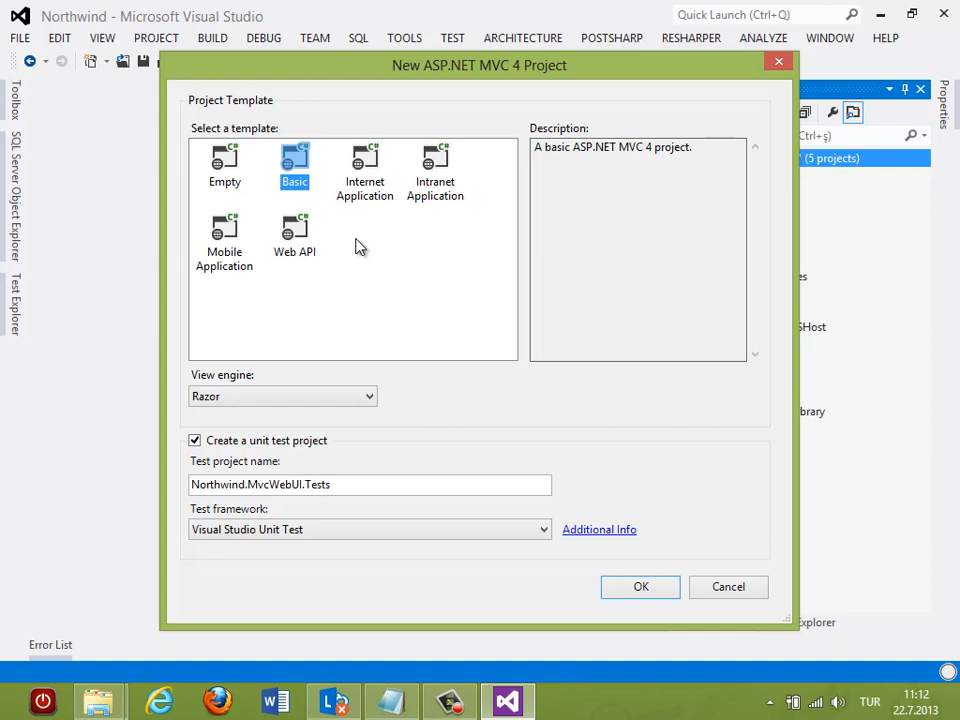 Northwind - Microsoft Visual Studio
Quick Launch (Ctrl+Q)
FILE EDIT VIEW PROJECT BUILD DEBUG TEAM SQL TOOLS TEST ARCHITECTURE POSTSHARP RESHARPER ANALYZE WINDOW HELP
New ASP.NET MVC 4 Project
Toolbox
SQL Server Object Explorer
Test Explorer
Project Template
Select a template:
Description:
C# C# C# C#
Empty Basic Internet Application Intranet Application
C# C#
Mobile Application Web API
A basic ASP.NET MVC 4 project.
View engine:
Razor
Create a unit test project
Test project name:
Northwind.MvcWebUI.Tests
Test framework:
Visual Studio Unit Test
Additional Info
OK Cancel
Ctrl+ş)
(5 projects)
es
SHost
ibrary
Explorer
Properties
Error List
TUR
11:12
22.7.2013